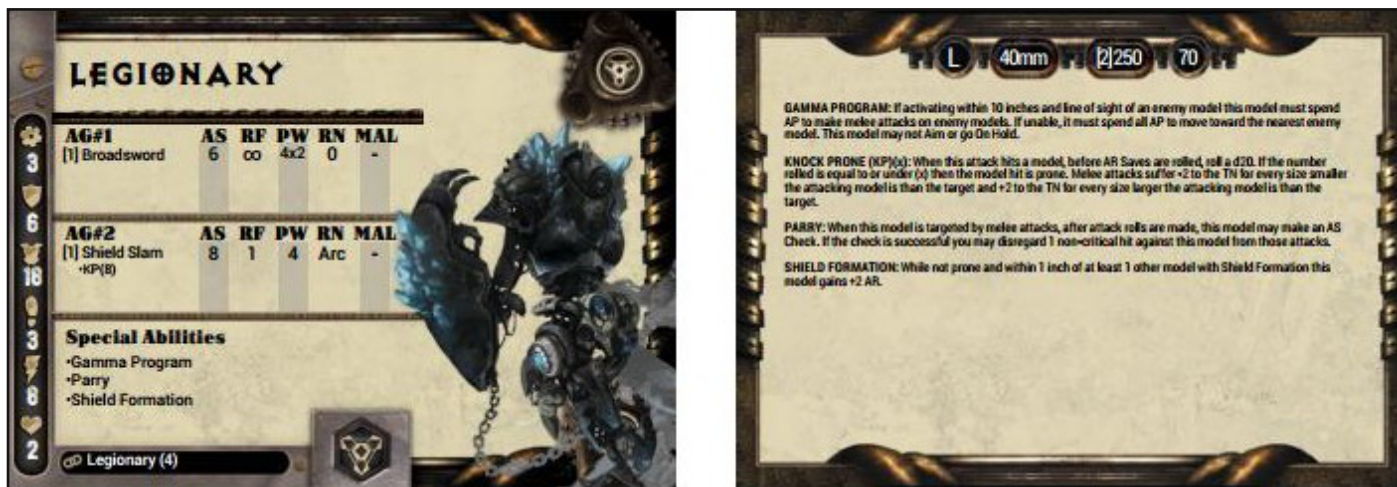 LEGIONARY
AG#1 AS RF PW RN MAL
[1] Broadsword 6 ∞ 4x2 0 -
AG#2 AS RF PW RN MAL
[1] Shield Slam 8 1 4 Arc -
•KP(8)
Special Abilities
•Gamma Program
•Parry
•Shield Formation
3
6
18
3
8
2
Legionary (4)
L 40mm [2]250 70
GAMMA PROGRAM: If activating within 10 inches and line of sight of an enemy model this model must spend
AP to make melee attacks on enemy models. If unable, it must spend all AP to move toward the nearest enemy
model. This model may not Aim or go On Hold.
KNOCK PRONE (KP)(x): When this attack hits a model, before AR Saves are rolled, roll a d20. If the number
rolled is equal to or under (x) then the model hit is prone. Melee attacks suffer -2 to the TN for every size smaller
the attacking model is than the target and +2 to the TN for every size larger the attacking model is than the
target.
PARRY: When this model is targeted by melee attacks, after attack rolls are made, this model may make an AS
Check. If the check is successful you may disregard 1 non-critical hit against this model from those attacks.
SHIELD FORMATION: While not prone and within 1 inch of at least 1 other model with Shield Formation this
model gains +2 AR.